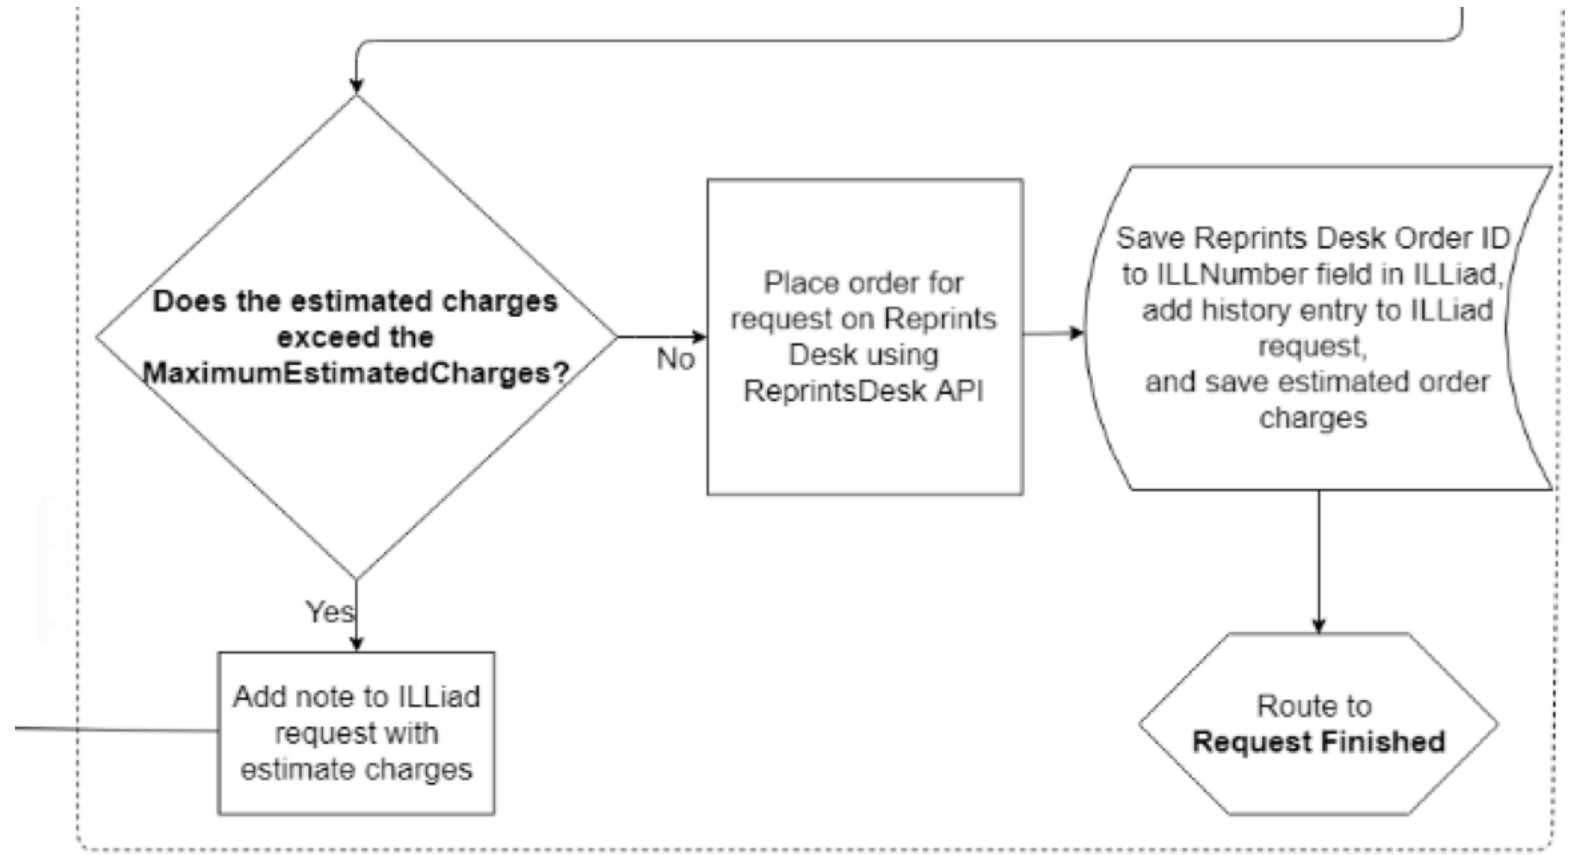 Does the estimated charges
exceed the
MaximumEstimatedCharges?
No
Place order for
request on Reprints
Desk using
ReprintsDesk API
Save Reprints Desk Order ID
to ILLNumber field in ILLiad,
add history entry to ILLiad
request,
and save estimated order
charges
Yes
Add note to ILLiad
request with
estimate charges
Route to
Request Finished